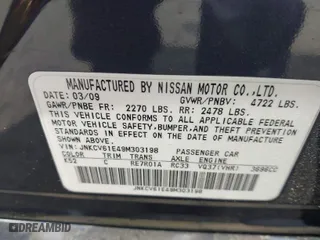 MANUFACTURED BY NISSAN MOTOR CO.,LTD.
DATE: 03/09 GVWR/PNBV: 4722 LBS.
GAWR/PNBE FR: 2270 LBS. RR: 2478 LBS.
THIS VEHICLE CONFORMS TO ALL APPLICABLE FEDERAL
MOTOR VEHICLE SAFETY,BUMPER,AND THEFT PREVENTION
STANDARDS IN EFFECT ON THE DATE OF
MANUFACTURE SHOWN ABOVE.
VIN: JNKCV61E49M303198 PASSENGER CAR
COLOR TRIM TRANS AXLE ENGINE
K52 C RE7R01A RC33 VQ37(VHR) 3696CC
JNKCV61E49M303198